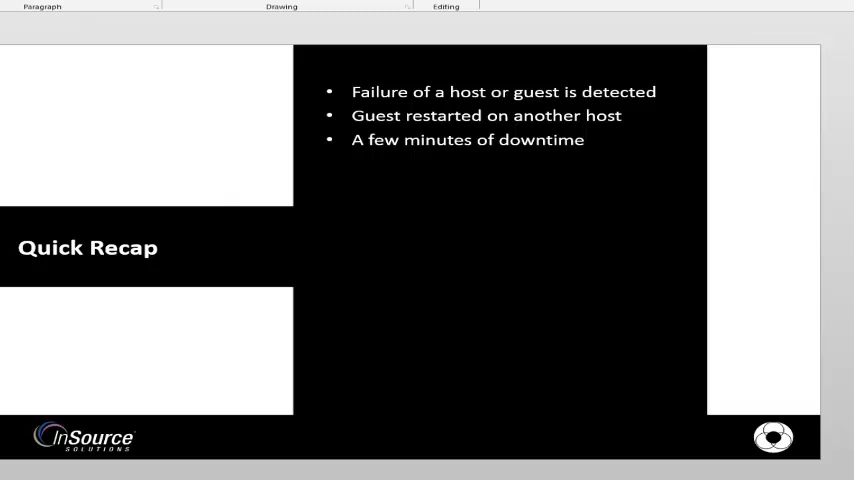 Paragraph
Drawing
Editing
• Failure of a host or guest is detected
• Guest restarted on another host
• A few minutes of downtime
Quick Recap
InSource
SOLUTIONS